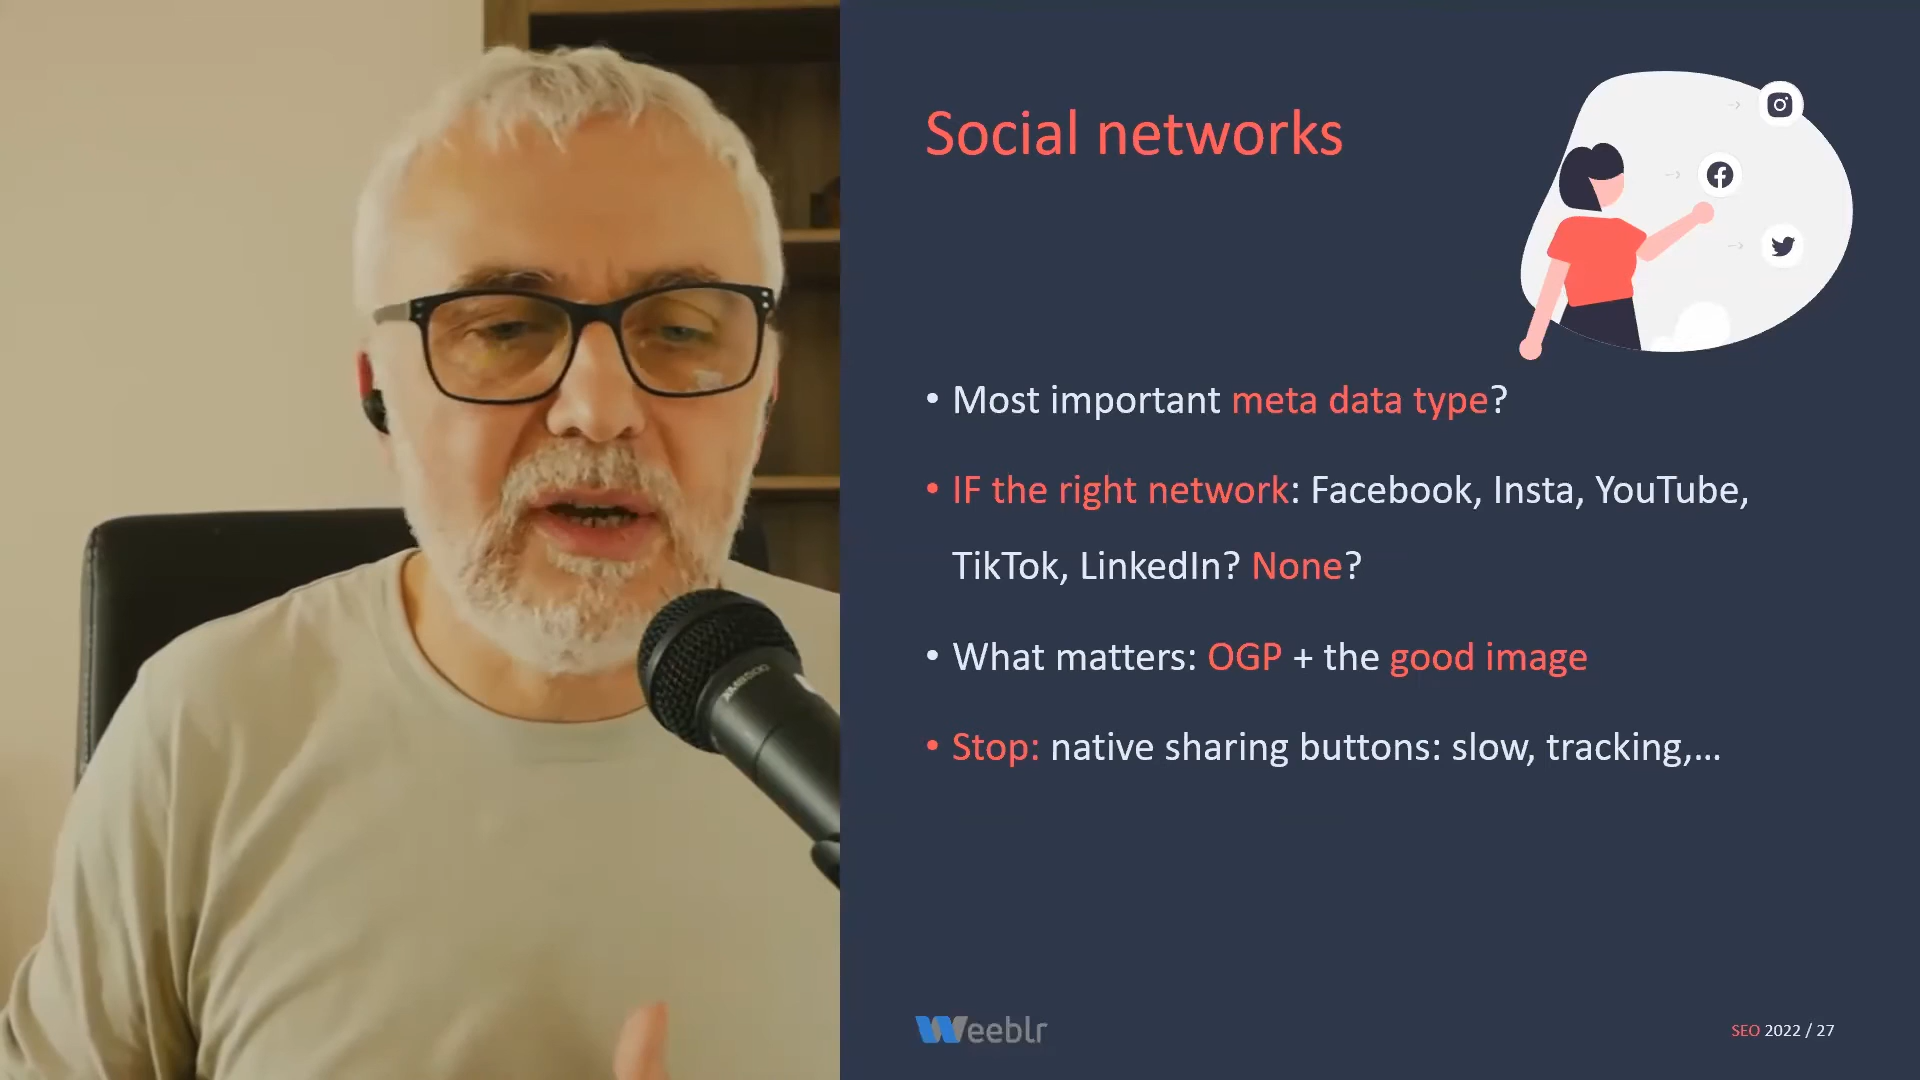 Social networks
• Most important meta data type?
• IF the right network: Facebook, Insta, YouTube,
TikTok, LinkedIn? None?
• What matters: OGP + the good image
• Stop: native sharing buttons: slow, tracking,...
Weeblr
SEO 2022 / 27